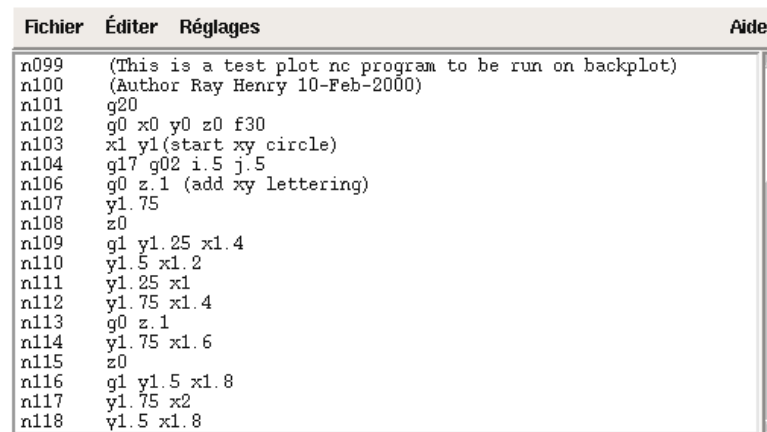 Fichier Éditer Réglages Aide
n099 (This is a test plot nc program to be run on backplot)
n100 (Author Ray Henry 10-Feb-2000)
n101 g20
n102 g0 x0 y0 z0 f30
n103 x1 y1(start xy circle)
n104 g17 g02 i.5 j.5
n106 g0 z.1 (add xy lettering)
n107 y1.75
n108 z0
n109 g1 y1.25 x1.4
n110 y1.5 x1.2
n111 y1.25 x1
n112 y1.75 x1.4
n113 g0 z.1
n114 y1.75 x1.6
n115 z0
n116 g1 y1.5 x1.8
n117 y1.75 x2
n118 y1.5 x1.8